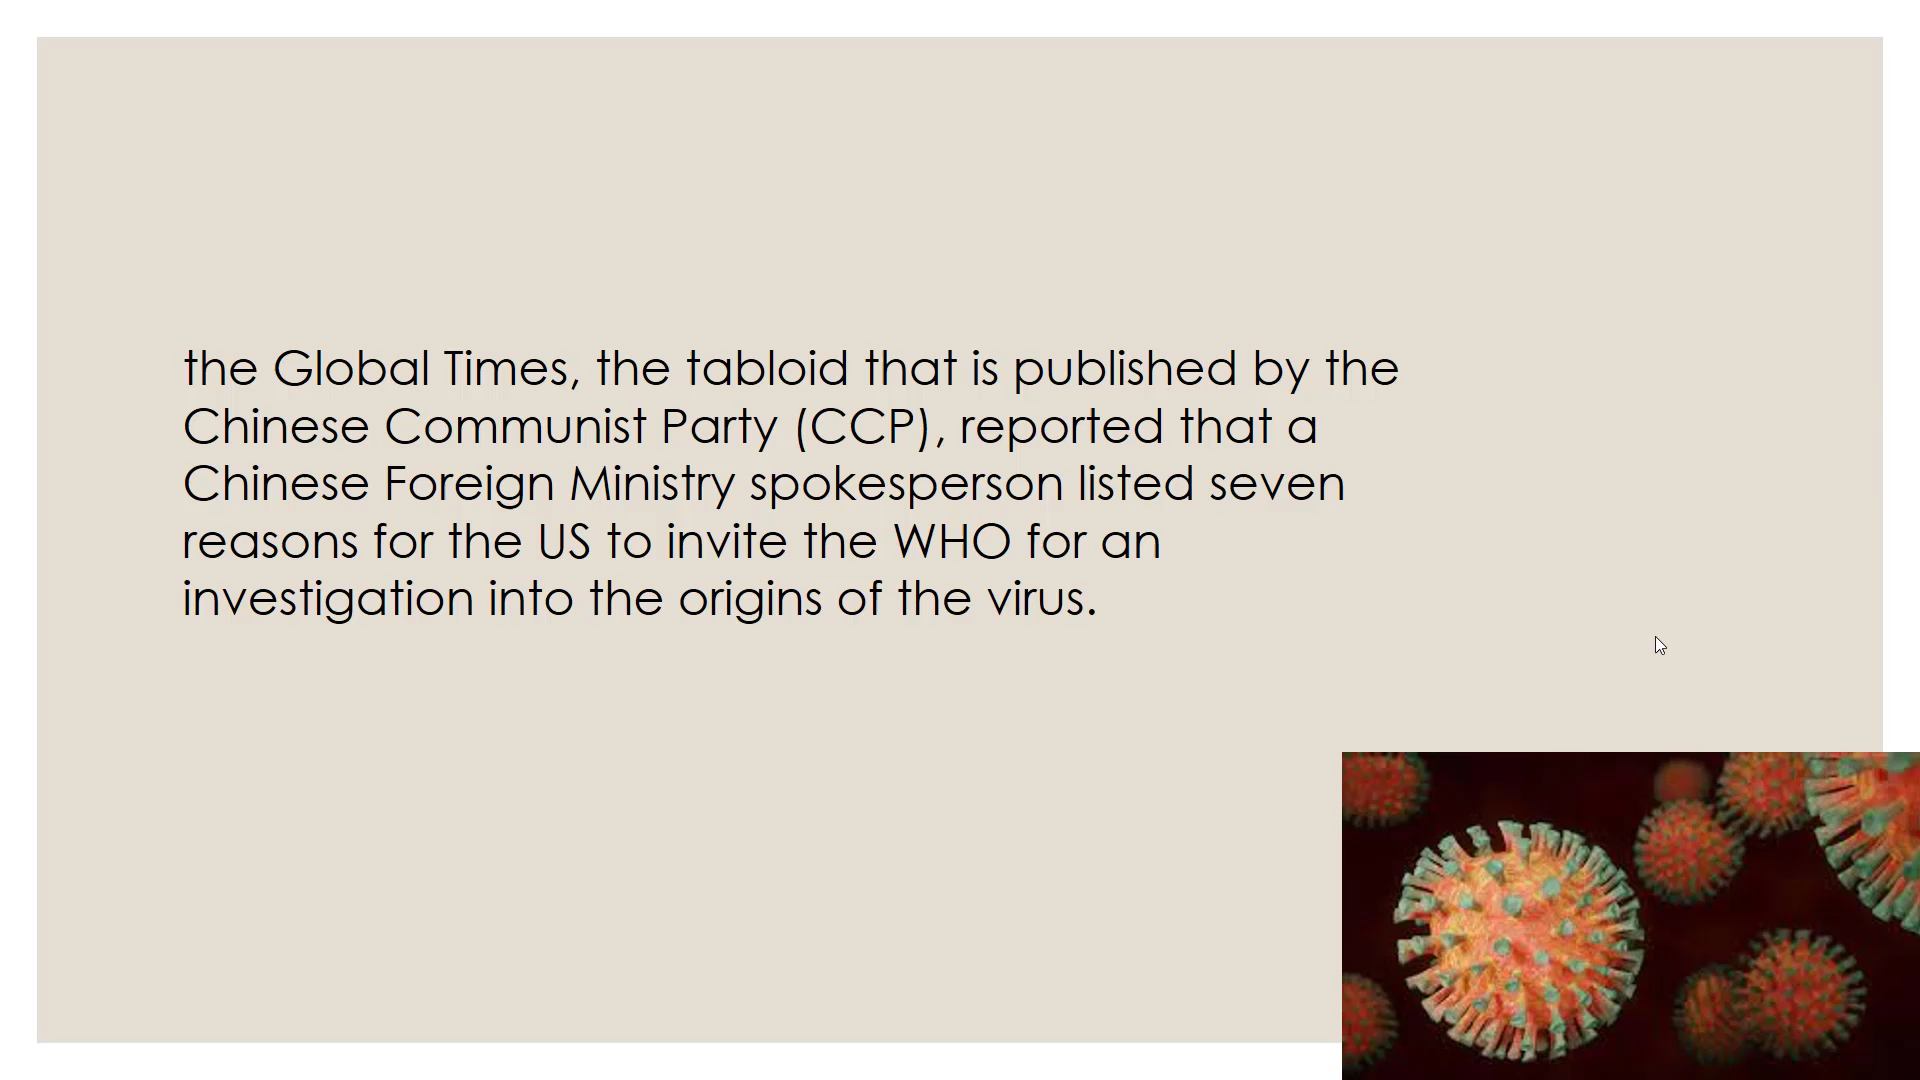 the Global Times, the tabloid that is published by the
Chinese Communist Party (CCP), reported that a
Chinese Foreign Ministry spokesperson listed seven
reasons for the US to invite the WHO for an
investigation into the origins of the virus.